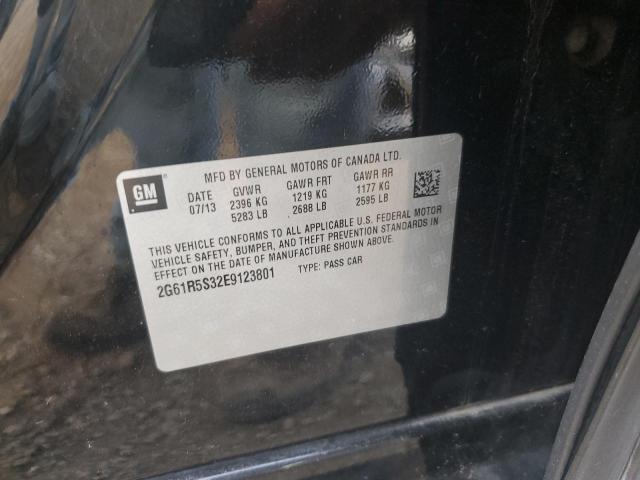 MFD BY GENERAL MOTORS OF CANADA LTD.
GM
DATE GVWR GAWR FRT GAWR RR
07/13 2396 KG 1219 KG 1177 KG
5283 LB 2688 LB 2595 LB
THIS VEHICLE CONFORMS TO ALL APPLICABLE U.S. FEDERAL MOTOR
VEHICLE SAFETY, BUMPER, AND THEFT PREVENTION STANDARDS IN
EFFECT ON THE DATE OF MANUFACTURE SHOWN ABOVE.
2G61R5S32E9123801 TYPE: PASS CAR